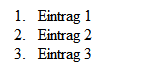 1. Eintrag 1
2. Eintrag 2
3. Eintrag 3